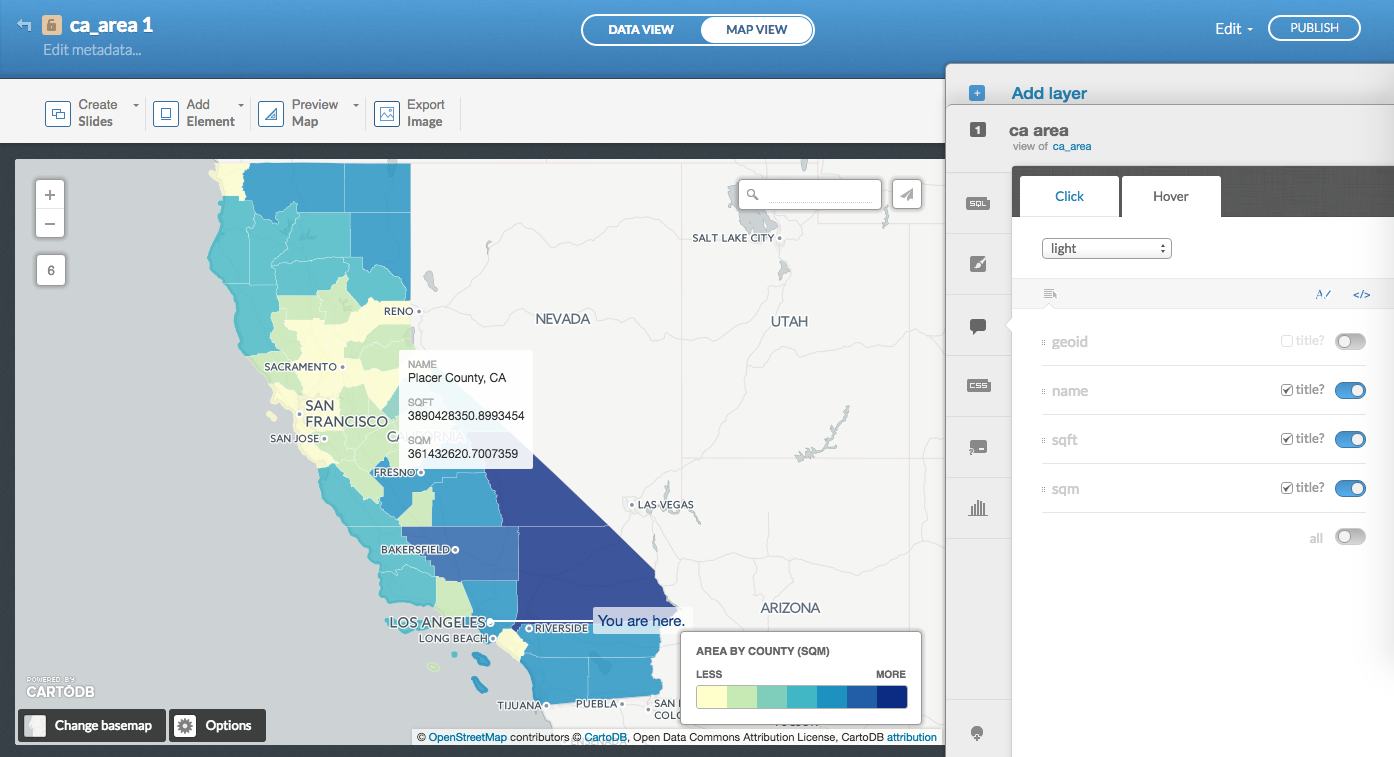 ca_area 1
Edit metadata...
DATA VIEW
MAP VIEW
Edit
PUBLISH
Create
Slides
Add
Element
Preview
Map
Export
Image
Add layer
1
ca area
view of ca_area
Click
Hover
light
SQL
CSS
A
</>
geoid
title?
name
title?
sqft
title?
sqm
title?
all
+
−
6
SALT LAKE CITY
RENO
NEVADA
UTAH
SACRAMENTO
SAN
FRANCISCO
SAN JOSE
CALIFORNIA
NAME
Placer County, CA
SQFT
3890428350.8993454
SQM
361432620.7007359
FRESNO
LAS VEGAS
BAKERSFIELD
ARIZONA
LOS ANGELES
You are here.
RIVERSIDE
LONG BEACH
AREA BY COUNTY (SQM)
LESS
MORE
TIJUANA
PUEBLA
POWERED BY
CARTODB
Change basemap
Options
© OpenStreetMap contributors © CartoDB, Open Data Commons Attribution License, CartoDB attribution